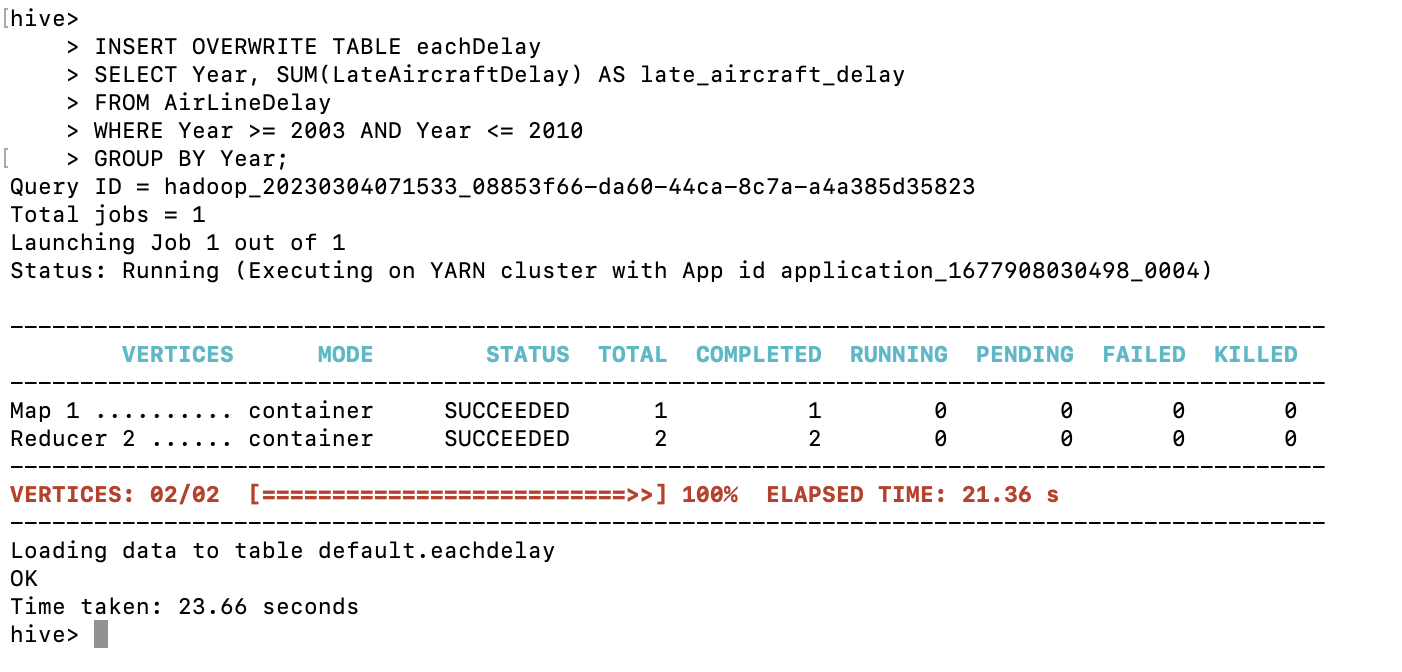 [hive>
    > INSERT OVERWRITE TABLE eachDelay
    > SELECT Year, SUM(LateAircraftDelay) AS late_aircraft_delay
    > FROM AirLineDelay
    > WHERE Year >= 2003 AND Year <= 2010
[    > GROUP BY Year;
Query ID = hadoop_20230304071533_08853f66-da60-44ca-8c7a-a4a385d35823
Total jobs = 1
Launching Job 1 out of 1
Status: Running (Executing on YARN cluster with App id application_1677908030498_0004)
----------------------------------------------------------------------------------------------
        VERTICES      MODE        STATUS  TOTAL  COMPLETED  RUNNING  PENDING  FAILED  KILLED
----------------------------------------------------------------------------------------------
Map 1 .......... container     SUCCEEDED      1          1        0        0       0       0
Reducer 2 ...... container     SUCCEEDED      2          2        0        0       0       0
----------------------------------------------------------------------------------------------
VERTICES: 02/02  [==========================>>] 100%  ELAPSED TIME: 21.36 s
----------------------------------------------------------------------------------------------
Loading data to table default.eachdelay
OK
Time taken: 23.66 seconds
hive>